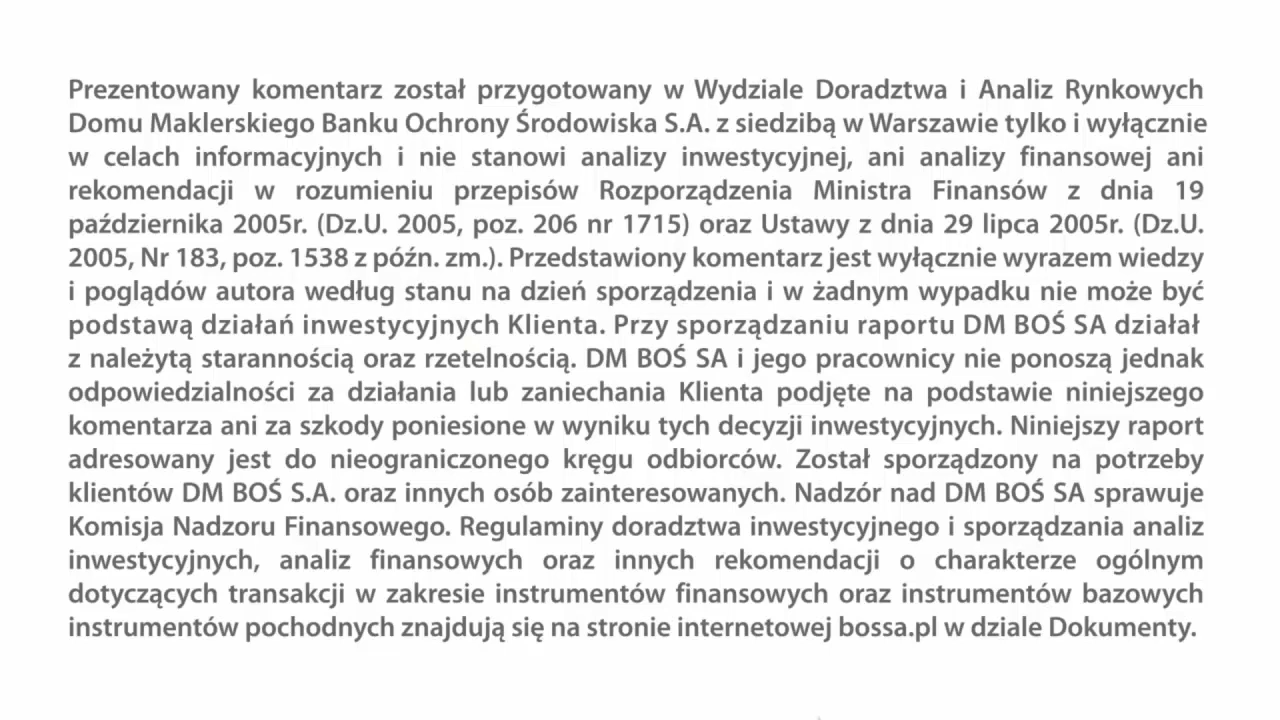 Prezentowany komentarz został przygotowany w Wydziale Doradztwa i Analiz Rynkowych
Domu Maklerskiego Banku Ochrony Środowiska S.A. z siedzibą w Warszawie tylko i wyłącznie
w celach informacyjnych i nie stanowi analizy inwestycyjnej, ani analizy finansowej ani
rekomendacji w rozumieniu przepisów Rozporządzenia Ministra Finansów z dnia 19
października 2005r. (Dz.U. 2005, poz. 206 nr 1715) oraz Ustawy z dnia 29 lipca 2005r. (Dz.U.
2005, Nr 183, poz. 1538 z późn. zm.). Przedstawiony komentarz jest wyłącznie wyrazem wiedzy
i poglądów autora według stanu na dzień sporządzenia i w żadnym wypadku nie może być
podstawą działań inwestycyjnych Klienta. Przy sporządzaniu raportu DM BOŚ SA działał
z należytą starannością oraz rzetelnością. DM BOŚ SA i jego pracownicy nie ponoszą jednak
odpowiedzialności za działania lub zaniechania Klienta podjęte na podstawie niniejszego
komentarza ani za szkody poniesione w wyniku tych decyzji inwestycyjnych. Niniejszy raport
adresowany jest do nieograniczonego kręgu odbiorców. Został sporządzony na potrzeby
klientów DM BOŚ S.A. oraz innych osób zainteresowanych. Nadzór nad DM BOŚ SA sprawuje
Komisja Nadzoru Finansowego. Regulaminy doradztwa inwestycyjnego i sporządzania analiz
inwestycyjnych, analiz finansowych oraz innych rekomendacji o charakterze ogólnym
dotyczących transakcji w zakresie instrumentów finansowych oraz instrumentów bazowych
instrumentów pochodnych znajdują się na stronie internetowej bossa.pl w dziale Dokumenty.